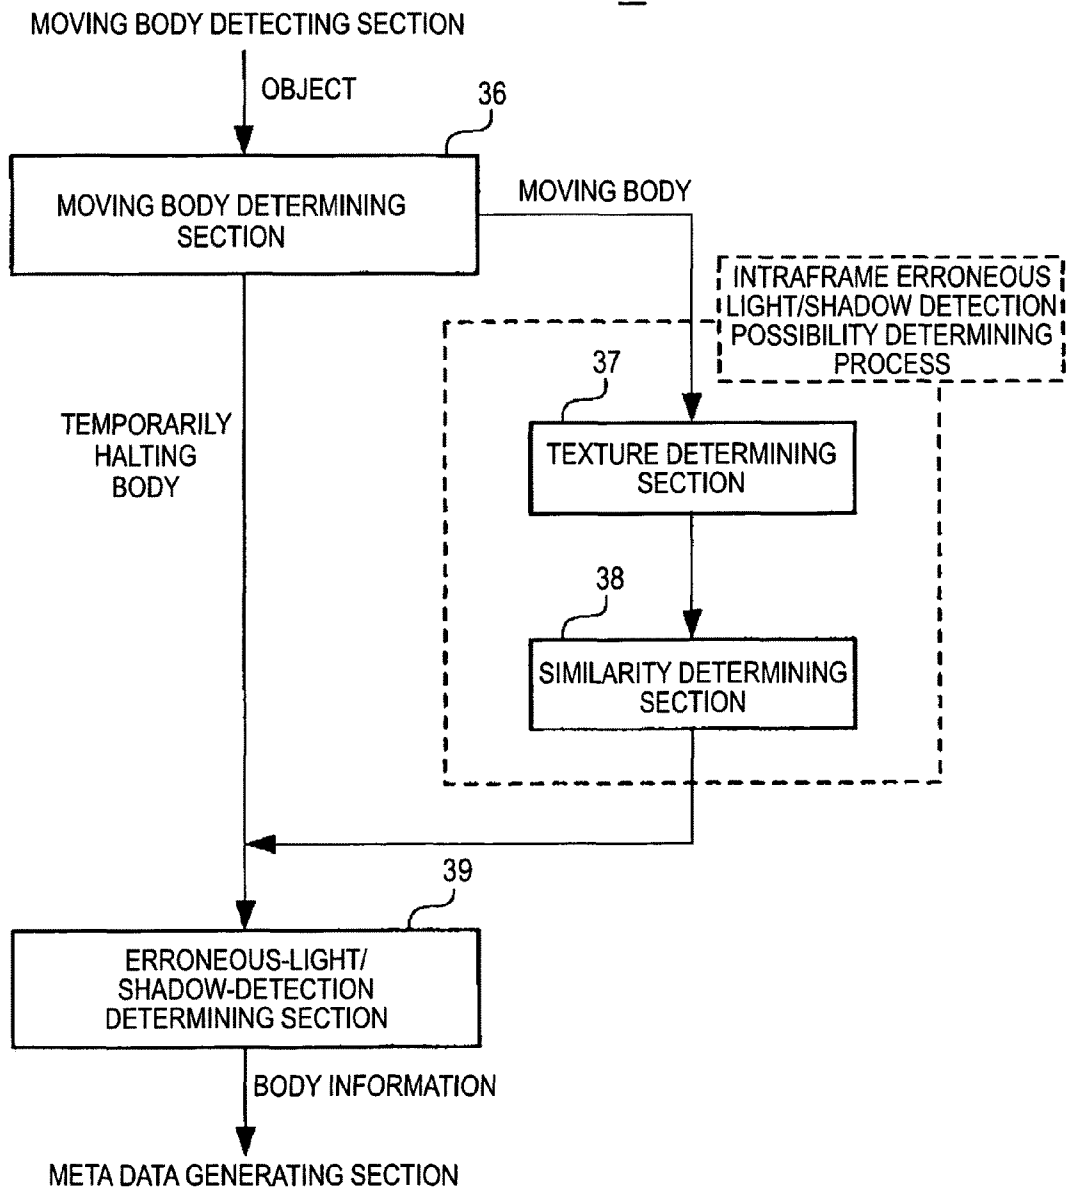 MOVING BODY DETECTING SECTION
OBJECT
36
MOVING BODY DETERMINING
SECTION
MOVING BODY
INTRAFRAME ERRONEOUS
LIGHT/SHADOW DETECTION
POSSIBILITY DETERMINING
PROCESS
37
TEXTURE DETERMINING
SECTION
TEMPORARILY
HALTING
BODY
38
SIMILARITY DETERMINING
SECTION
39
ERRONEOUS-LIGHT/
SHADOW-DETECTION
DETERMINING SECTION
BODY INFORMATION
META DATA GENERATING SECTION